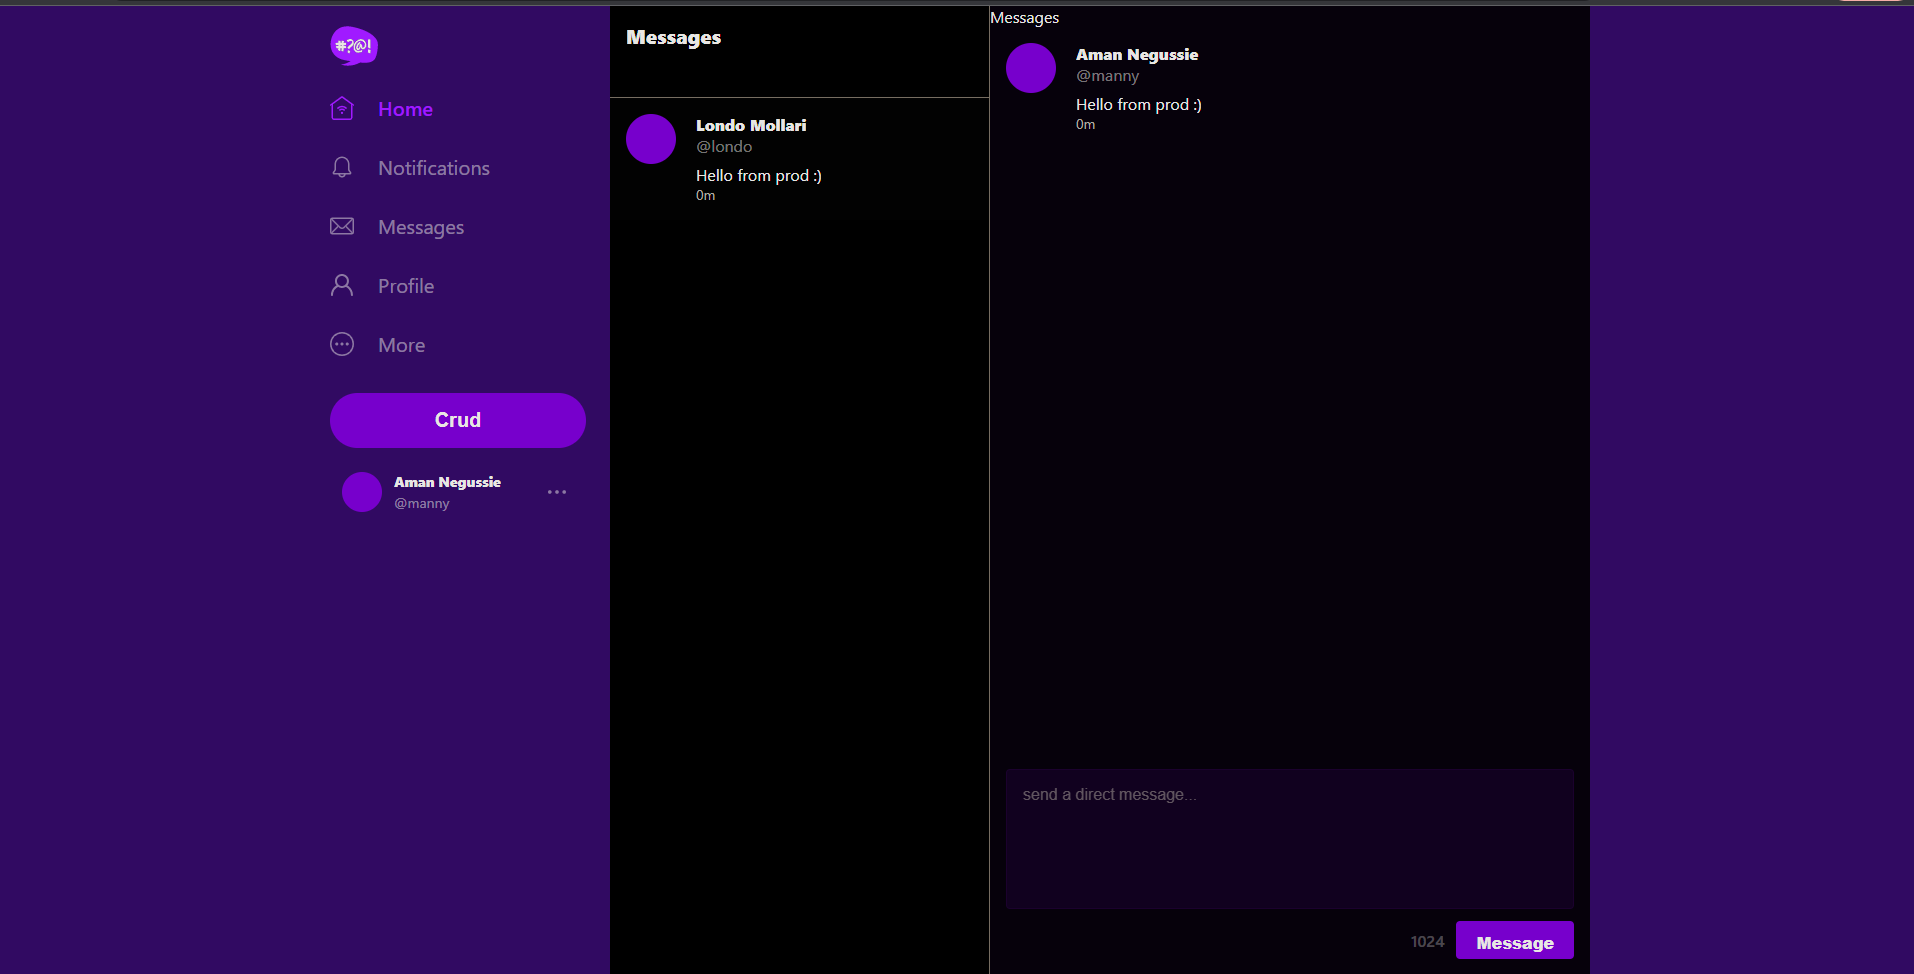 #?@!
Home
Notifications
Messages
Profile
More
Crud
Aman Negussie
@manny
Messages
Londo Mollari
@londo
Hello from prod :)
0m
Messages
Aman Negussie
@manny
Hello from prod :)
0m
send a direct message...
1024
Message